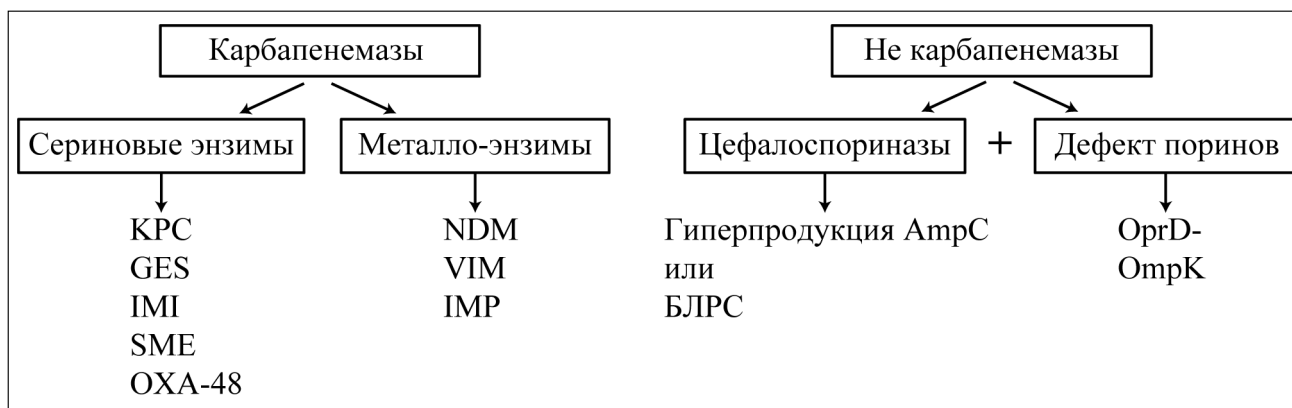 Карбапенемазы
Не карбапенемазы
Сериновые энзимы
Металло-энзимы
Цефалоспориназы
+
Дефект поринов
KPC
GES
IMI
SME
OXA-48
NDM
VIM
IMP
Гиперпродукция AmpC
или
БЛРС
OprD-
OmpK